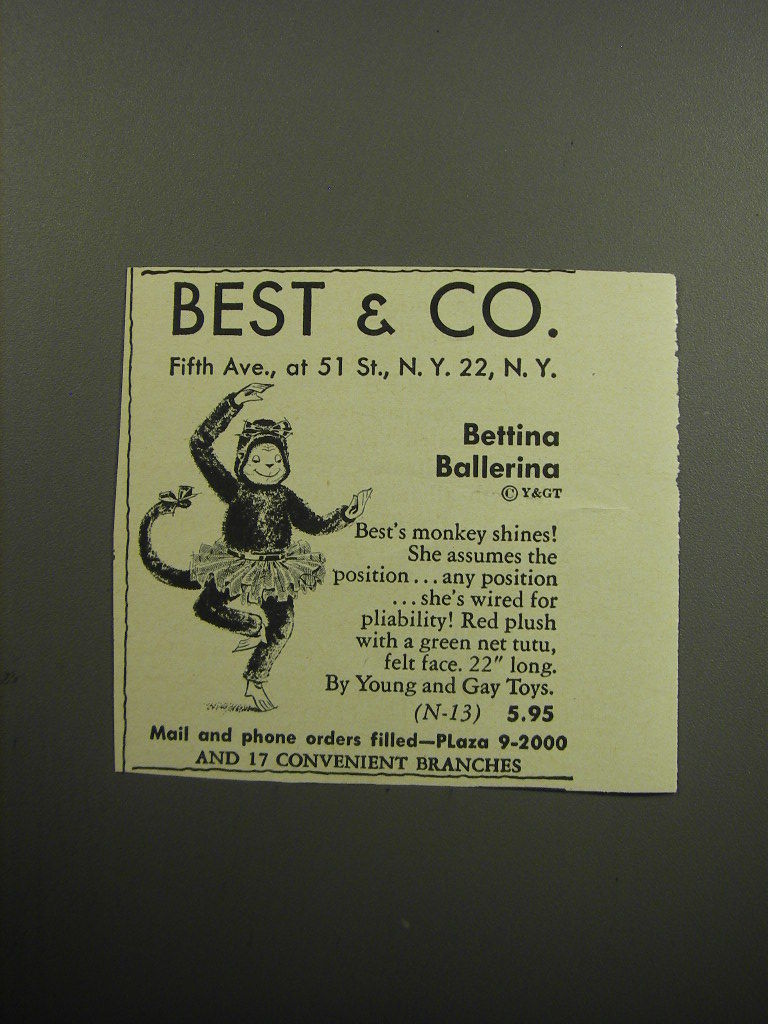 BEST & CO.
Fifth Ave., at 51 St., N. Y. 22, N. Y.
Bettina
Ballerina
© Y&GT
Best's monkey shines!
She assumes the
position... any position
... she's wired for
pliability! Red plush
with a green net tutu,
felt face. 22" long.
By Young and Gay Toys.
(N-13) 5.95
Mail and phone orders filled—PLaza 9-2000
AND 17 CONVENIENT BRANCHES